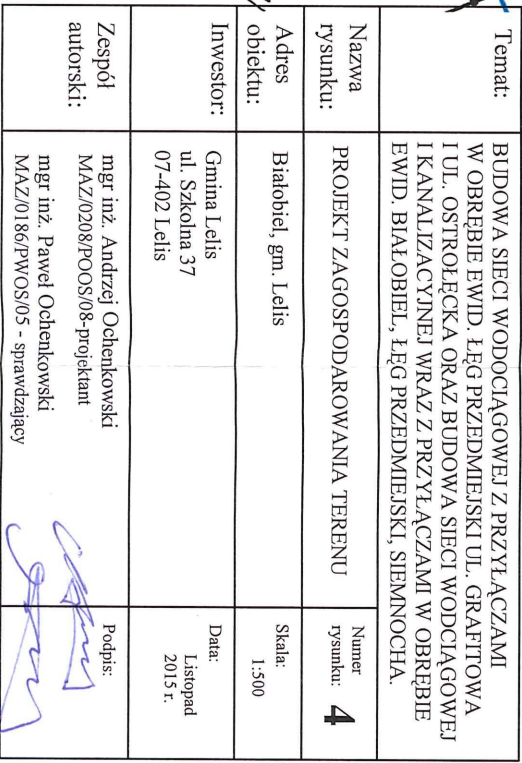 Temat:
BUDOWA SIECI WODOCIĄGOWEJ Z PRZYŁĄCZAMI
W OBRĘBIE EWID. ŁĘG PRZEDMIEJSKI UL. GRAFITOWA
I UL. OSTROŁĘCKA ORAZ BUDOWA SIECI WODCIĄGOWEJ
I KANALIZACYJNEJ WRAZ Z PRZYŁĄCZAMI W OBRĘBIE
EWID. BIAŁOBIEL, ŁĘG PRZEDMIEJSKI, SIEMNOCHA.
Nazwa
rysunku:
PROJEKT ZAGOSPODAROWANIA TERENU
Numer
rysunku: 4
Adres
obiektu:
Białobiel, gm. Lelis
Skala:
1:500
Inwestor:
Gmina Lelis
ul. Szkolna 37
07-402 Lelis
Data:
Listopad
2015 r.
Zespół
autorski:
mgr inż. Andrzej Ochenkowski
MAZ/0208/POOS/08-projektant
mgr inż. Paweł Ochenkowski
MAZ/0186/PWOS/05 - sprawdzający
Podpis: